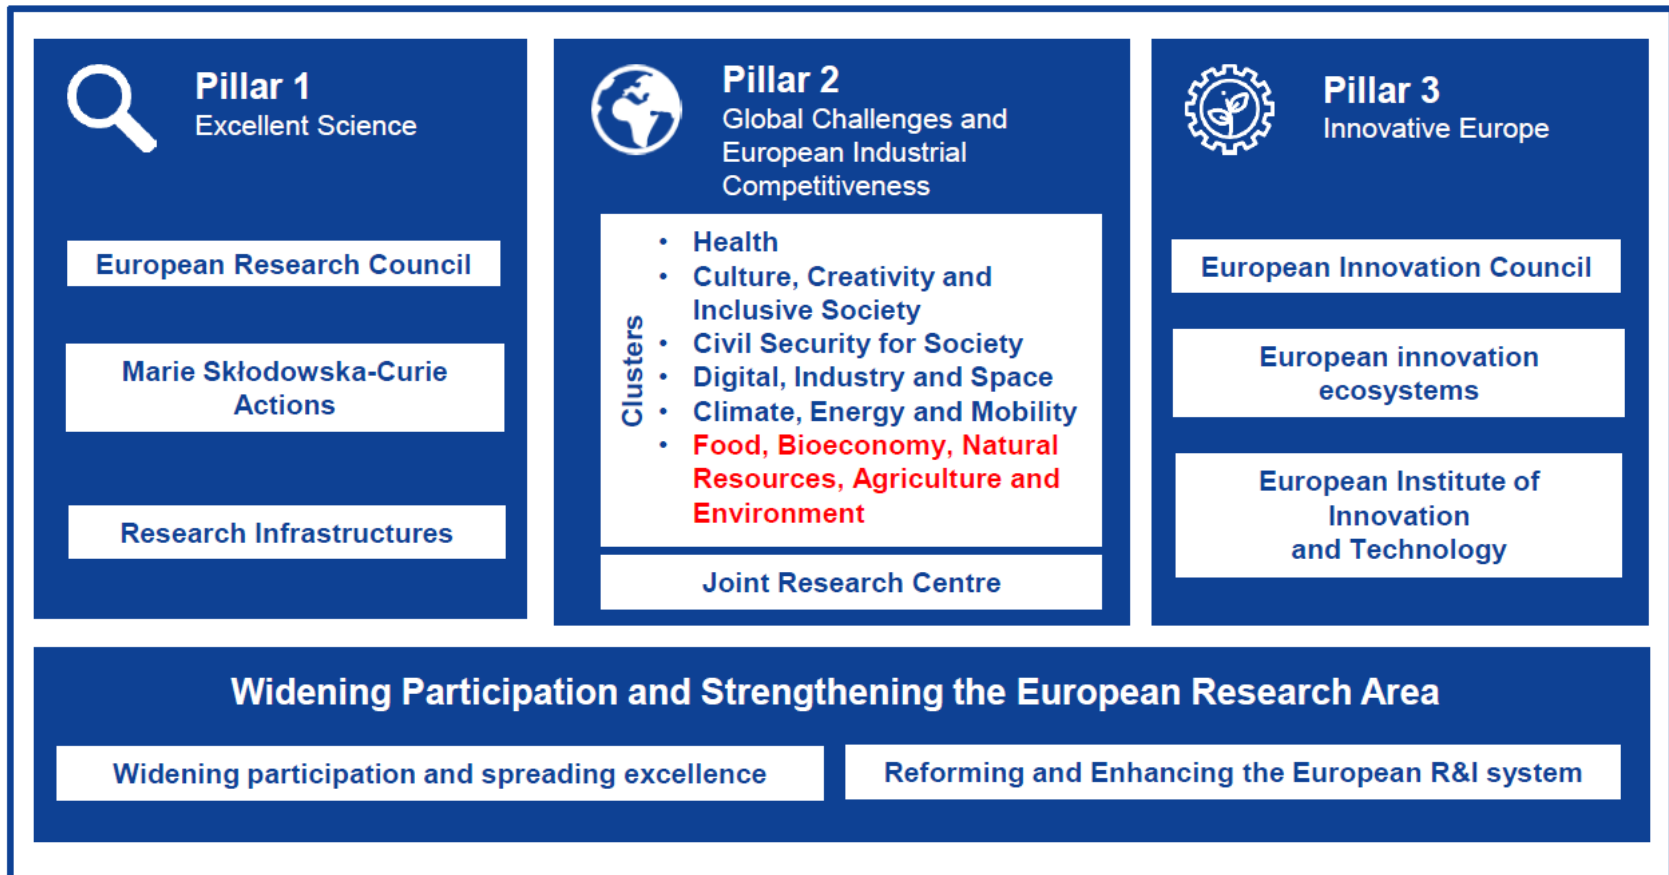 Pillar 1
Excellent Science
European Research Council
Marie Skłodowska-Curie
Actions
Research Infrastructures
Pillar 2
Global Challenges and
European Industrial
Competitiveness
Clusters
• Health
• Culture, Creativity and
Inclusive Society
• Civil Security for Society
• Digital, Industry and Space
• Climate, Energy and Mobility
• Food, Bioeconomy, Natural
Resources, Agriculture and
Environment
Joint Research Centre
Pillar 3
Innovative Europe
European Innovation Council
European innovation
ecosystems
European Institute of
Innovation
and Technology
Widening Participation and Strengthening the European Research Area
Widening participation and spreading excellence
Reforming and Enhancing the European R&I system